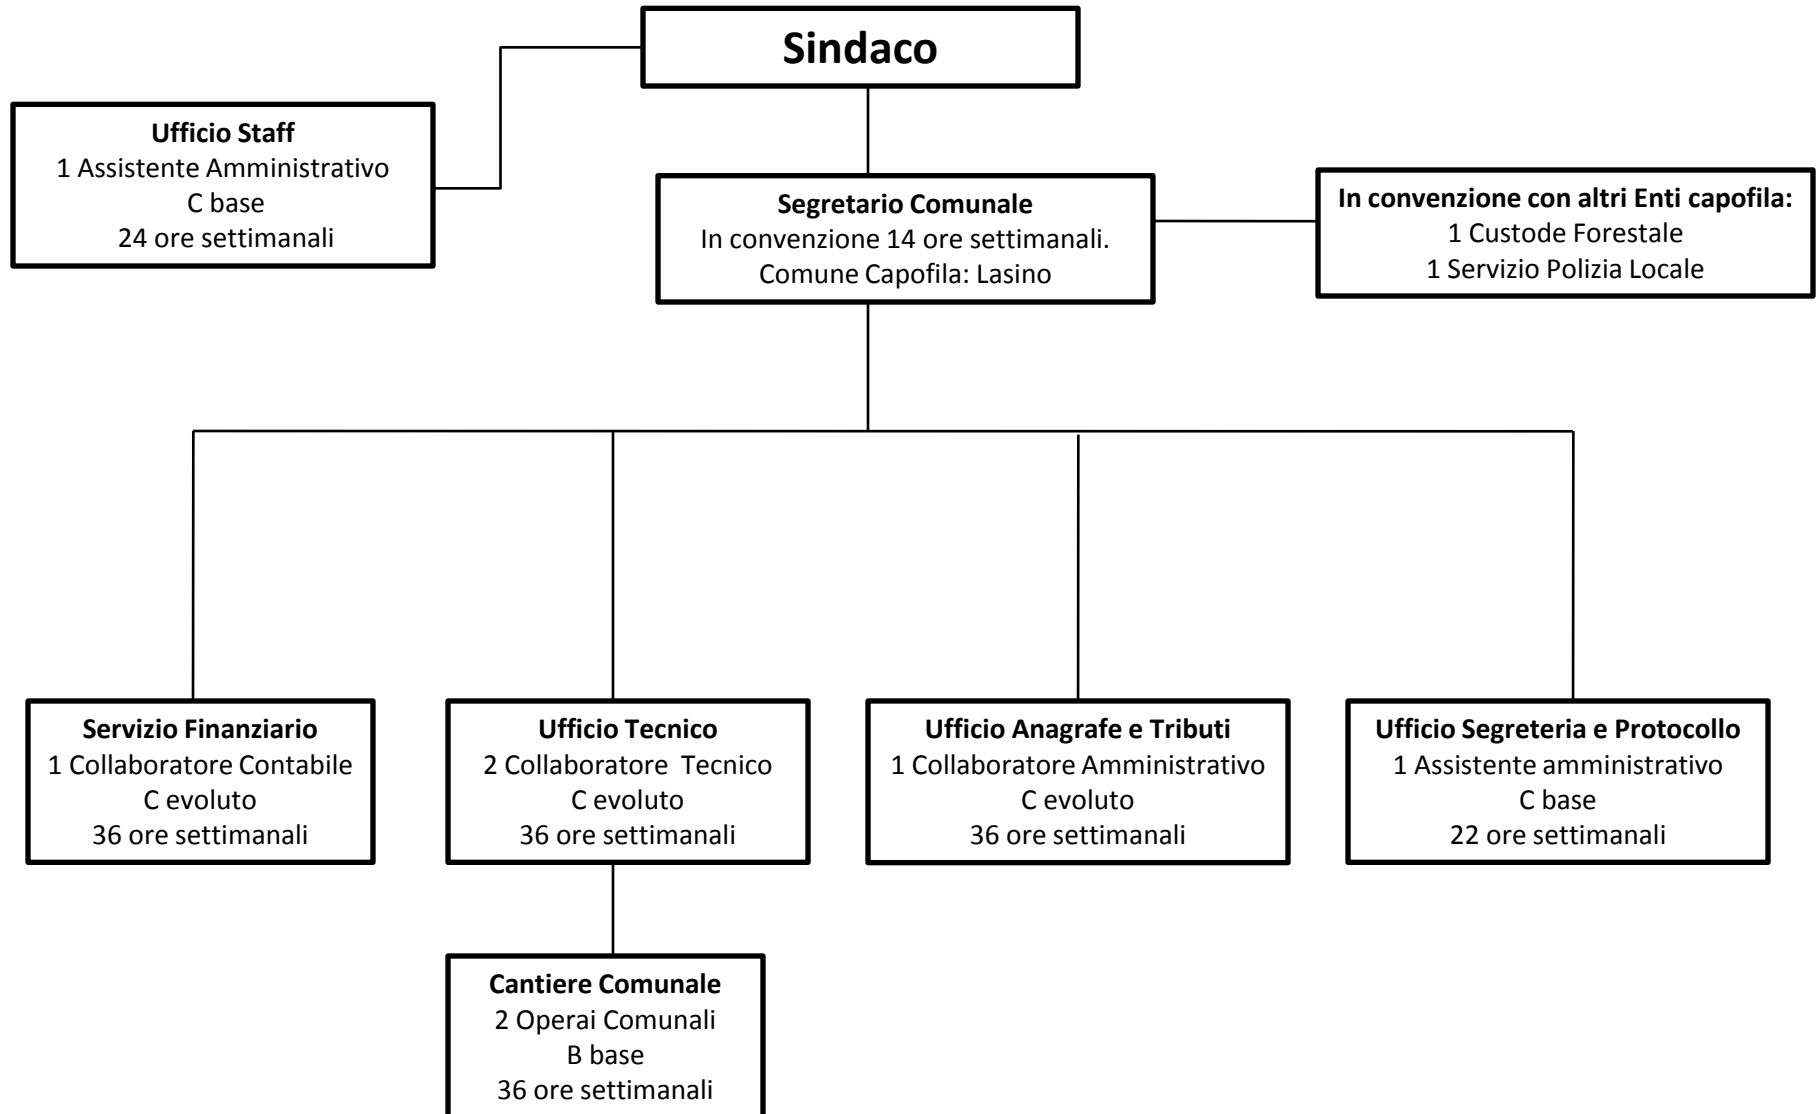 Sindaco
Ufficio Staff
1 Assistente Amministrativo
C base
24 ore settimanali
Segretario Comunale
In convenzione 14 ore settimanali.
Comune Capofila: Lasino
In convenzione con altri Enti capofila:
1 Custode Forestale
1 Servizio Polizia Locale
Servizio Finanziario
1 Collaboratore Contabile
C evoluto
36 ore settimanali
Ufficio Tecnico
2 Collaboratore  Tecnico
C evoluto
36 ore settimanali
Ufficio Anagrafe e Tributi
1 Collaboratore Amministrativo
C evoluto
36 ore settimanali
Ufficio Segreteria e Protocollo
1 Assistente amministrativo
C base
22 ore settimanali
Cantiere Comunale
2 Operai Comunali
B base
36 ore settimanali